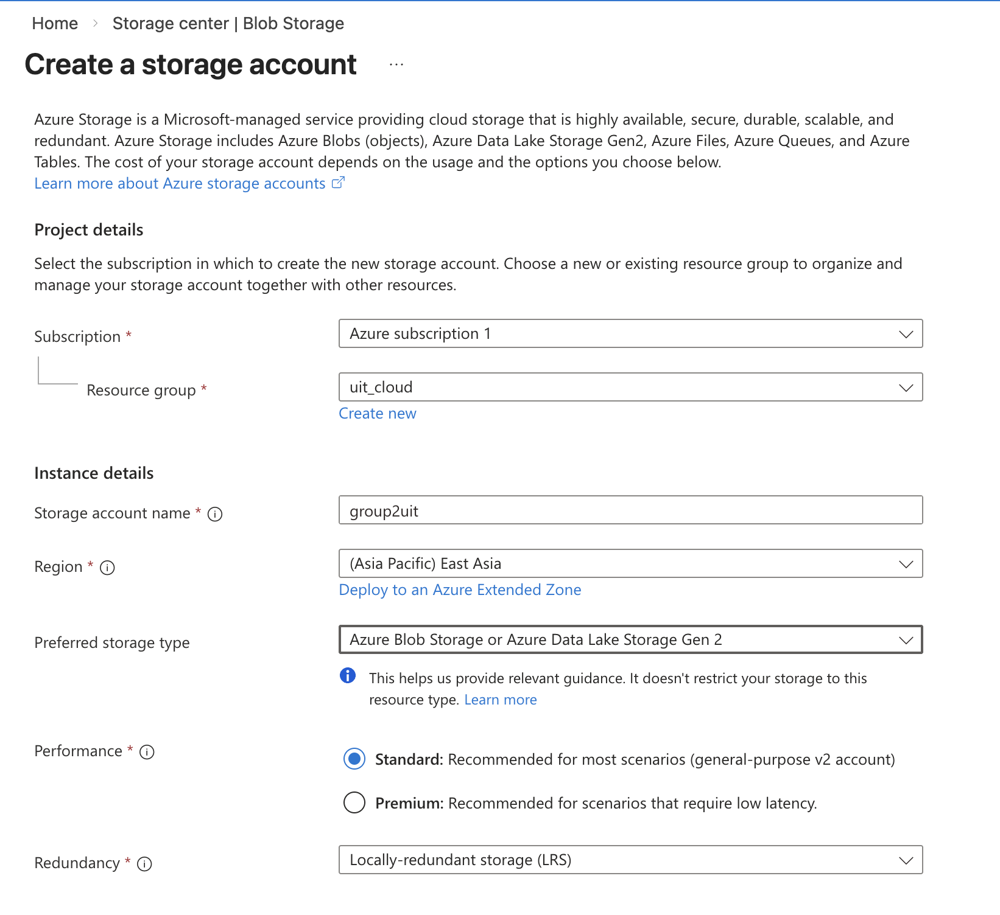 Home > Storage center | Blob Storage
Create a storage account ...
Azure Storage is a Microsoft-managed service providing cloud storage that is highly available, secure, durable, scalable, and
redundant. Azure Storage includes Azure Blobs (objects), Azure Data Lake Storage Gen2, Azure Files, Azure Queues, and Azure
Tables. The cost of your storage account depends on the usage and the options you choose below.
Learn more about Azure storage accounts
Project details
Select the subscription in which to create the new storage account. Choose a new or existing resource group to organize and
manage your storage account together with other resources.
Subscription * Azure subscription 1
Resource group * uit_cloud
Create new
Instance details
Storage account name * group2uit
Region * (Asia Pacific) East Asia
Deploy to an Azure Extended Zone
Preferred storage type Azure Blob Storage or Azure Data Lake Storage Gen 2
This helps us provide relevant guidance. It doesn't restrict your storage to this
resource type. Learn more
Performance * Standard: Recommended for most scenarios (general-purpose v2 account)
Premium: Recommended for scenarios that require low latency.
Redundancy * Locally-redundant storage (LRS)